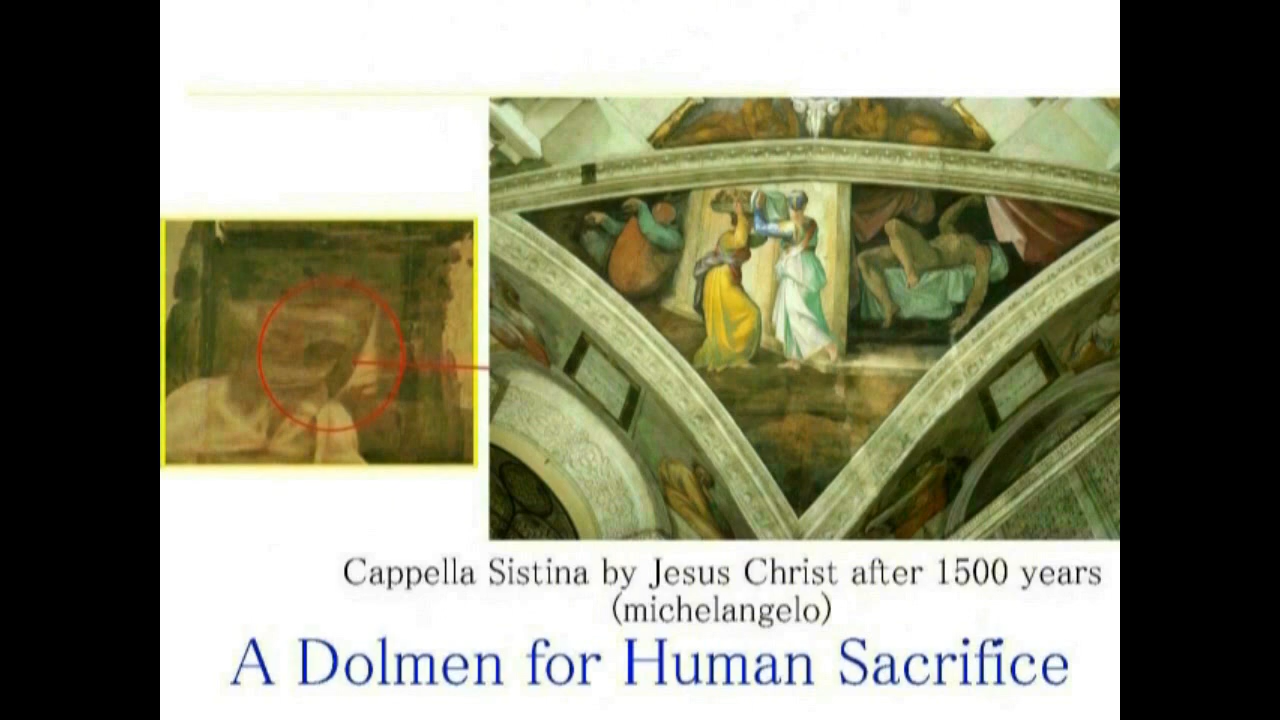 Cappella Sistina by Jesus Christ after 1500 years
(michelangelo)
A Dolmen for Human Sacrifice